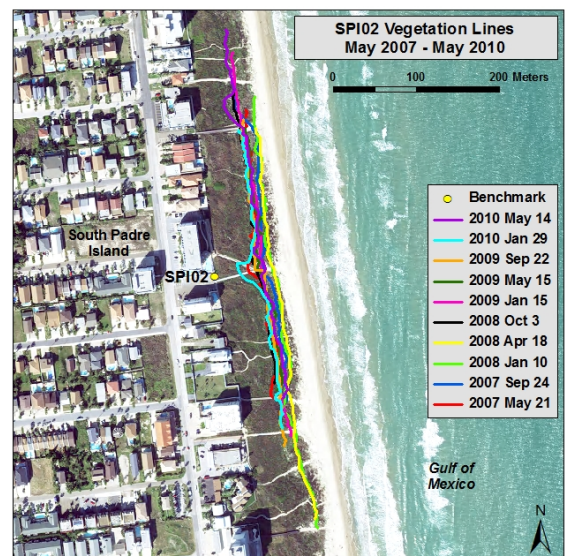 SPI02 Vegetation Lines
May 2007 - May 2010
0 100 200 Meters
Benchmark
2010 May 14
2010 Jan 29
2009 Sep 22
2009 May 15
2009 Jan 15
2008 Oct 3
2008 Apr 18
2008 Jan 10
2007 Sep 24
2007 May 21
South Padre
Island
SPI02
Gulf of
Mexico
N